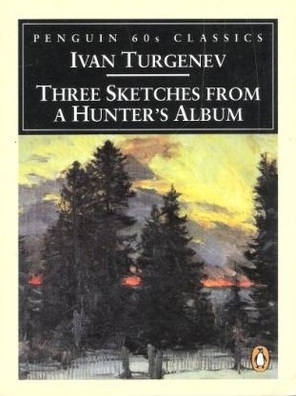 PENGUIN 60s CLASSICS
IVAN TURGENEV
THREE SKETCHES FROM
A HUNTER'S ALBUM